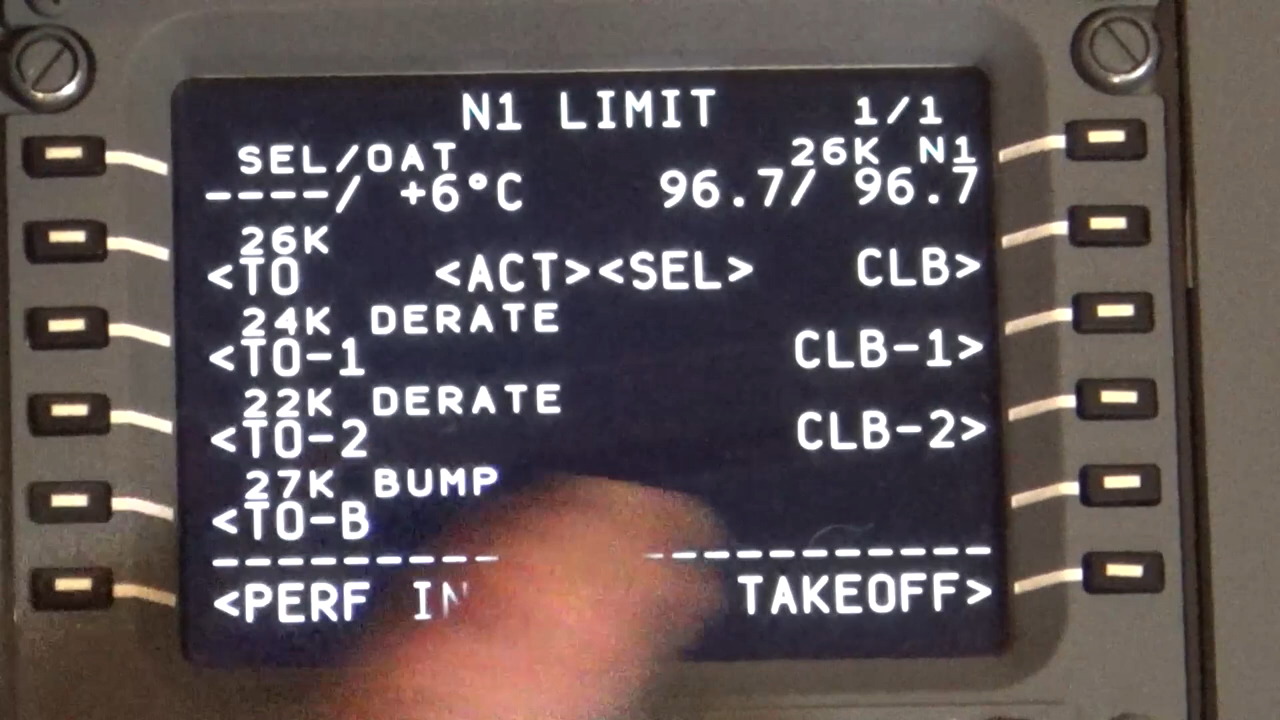 N1 LIMIT 1/1
SEL/OAT 26K N1
----/ +6°C 96.7/ 96.7
26K
<TO <ACT><SEL> CLB>
24K DERATE
<TO-1 CLB-1>
22K DERATE
<TO-2 CLB-2>
27K BUMP
<TO-B
<PERF TAKEOFF>